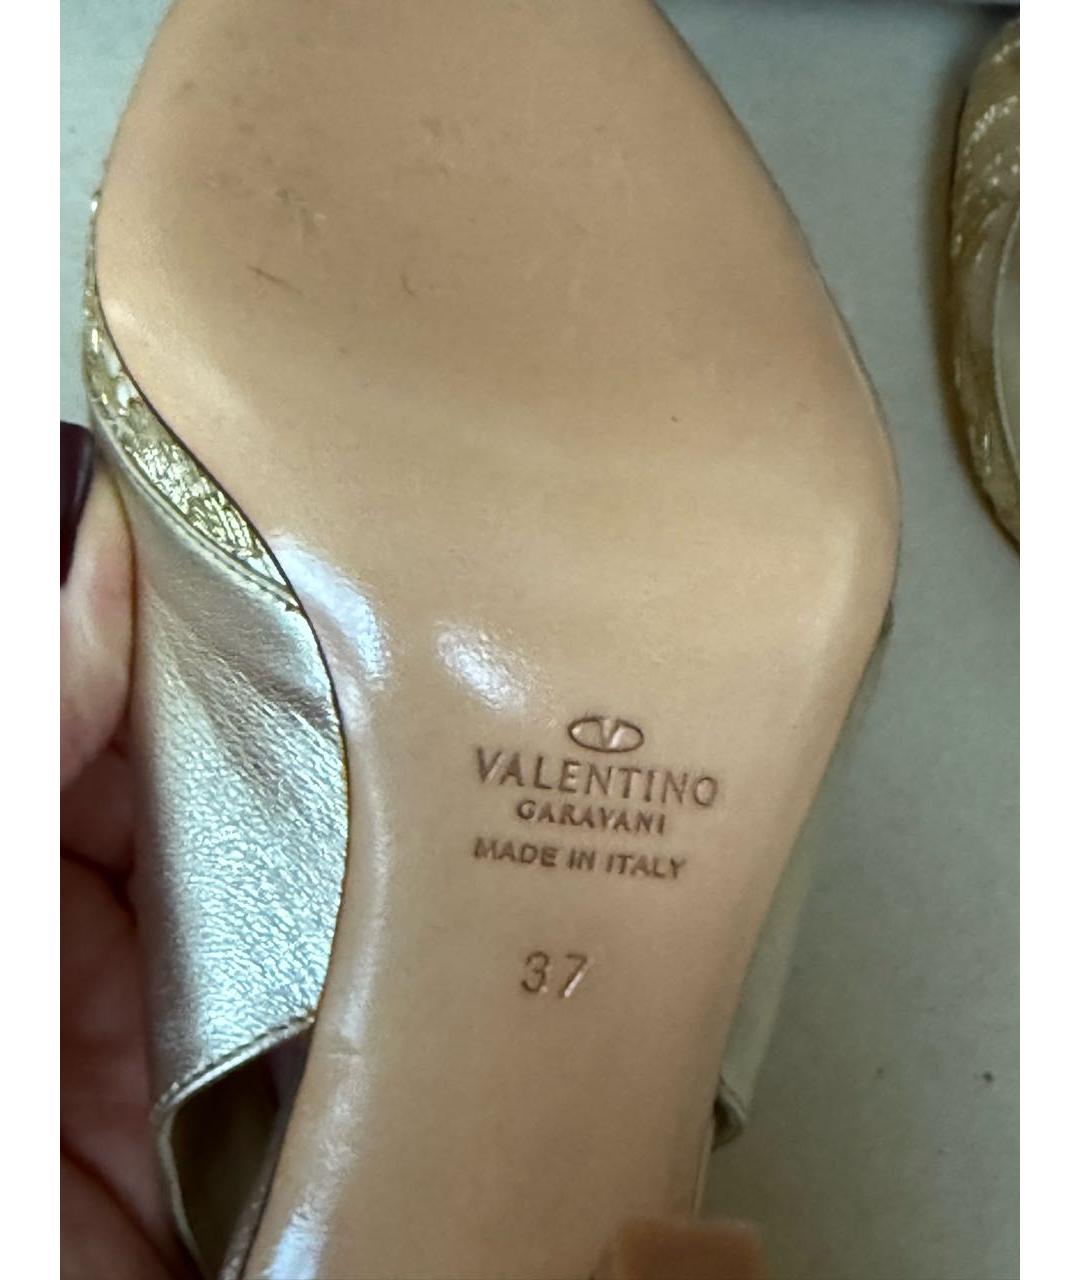 V
VALENTINO
GARAVANI
MADE IN ITALY
37